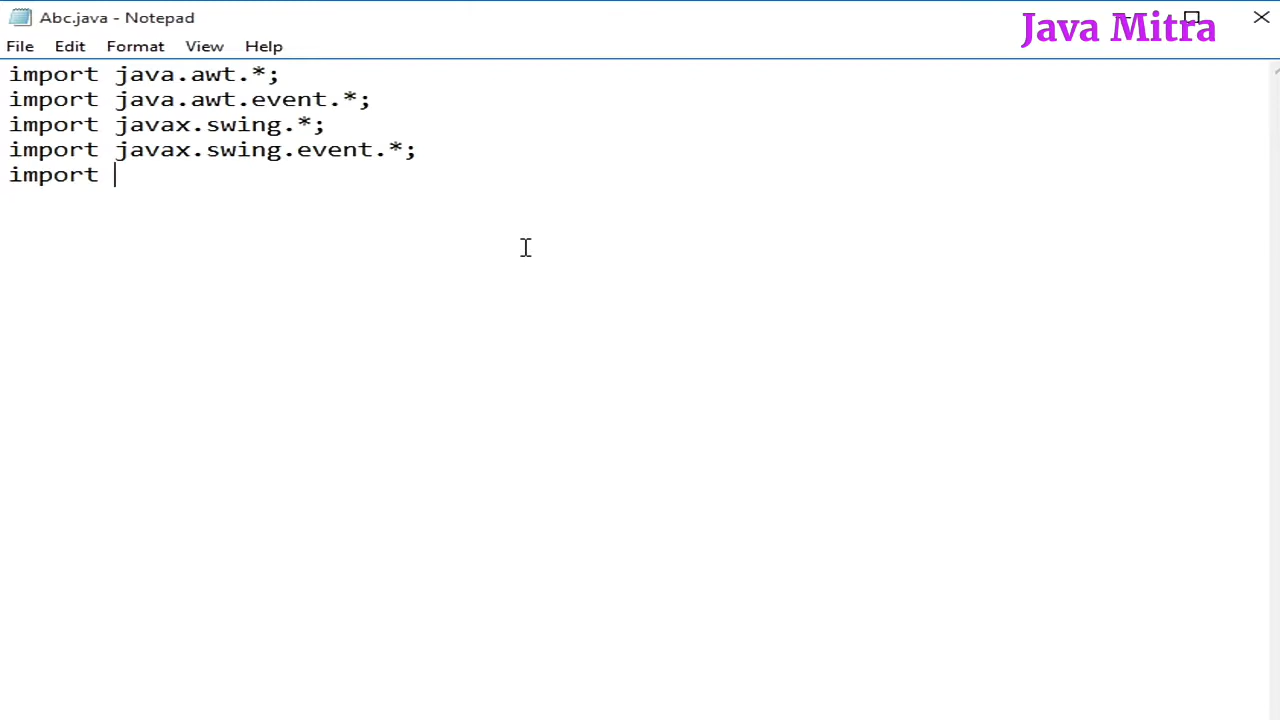 Abc.java - Notepad
Java Mitra
File Edit Format View Help
import java.awt.*;
import java.awt.event.*;
import javax.swing.*;
import javax.swing.event.*;
import